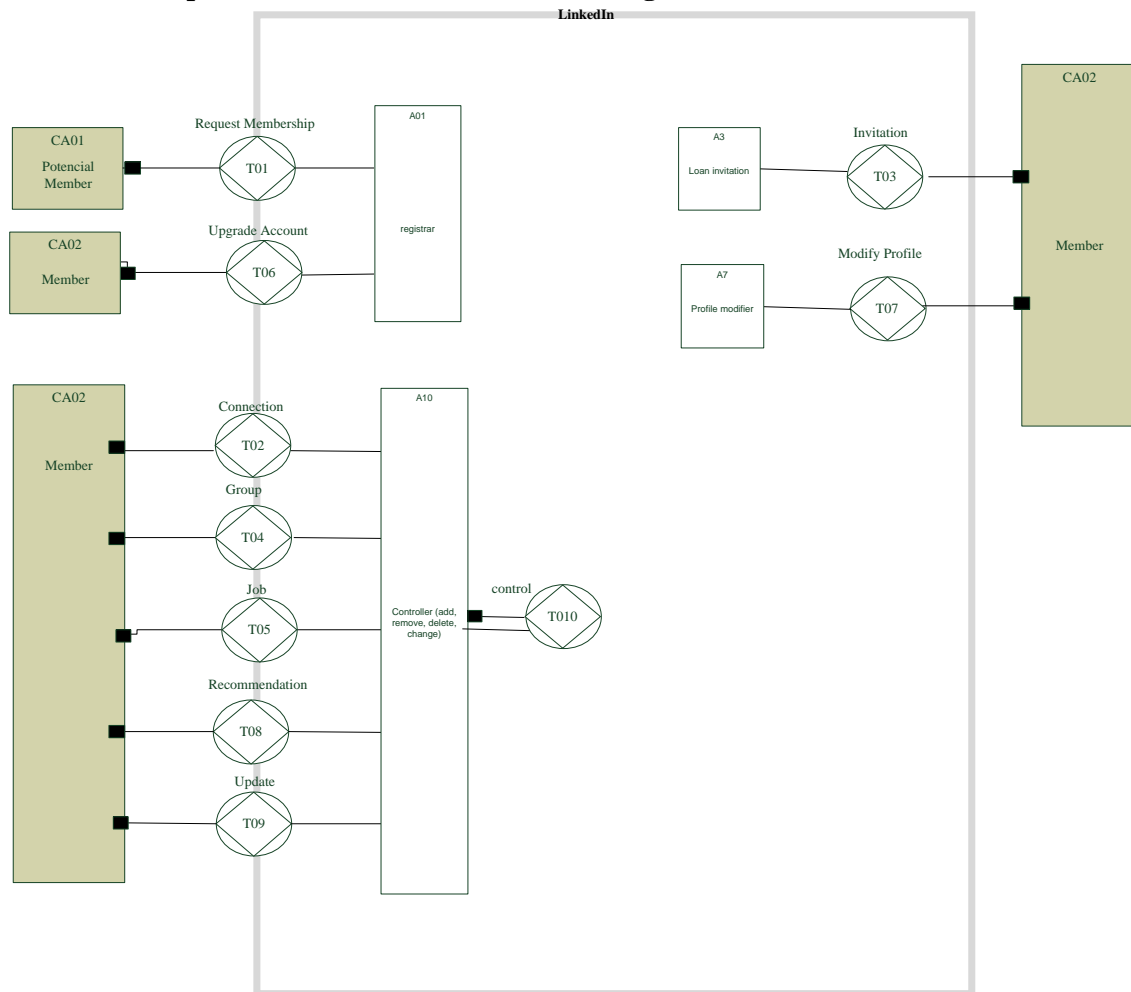 LinkedIn
CA01
Potencial
Member
Request Membership
T01
A01
registrar
CA02
Member
Upgrade Account
T06
A3
Loan invitation
Invitation
T03
A7
Profile modifier
Modify Profile
T07
CA02
Member
CA02
Member
Connection
T02
Group
T04
Job
T05
Recommendation
T08
Update
T09
A10
Controller (add,
remove, delete,
change)
control
T010